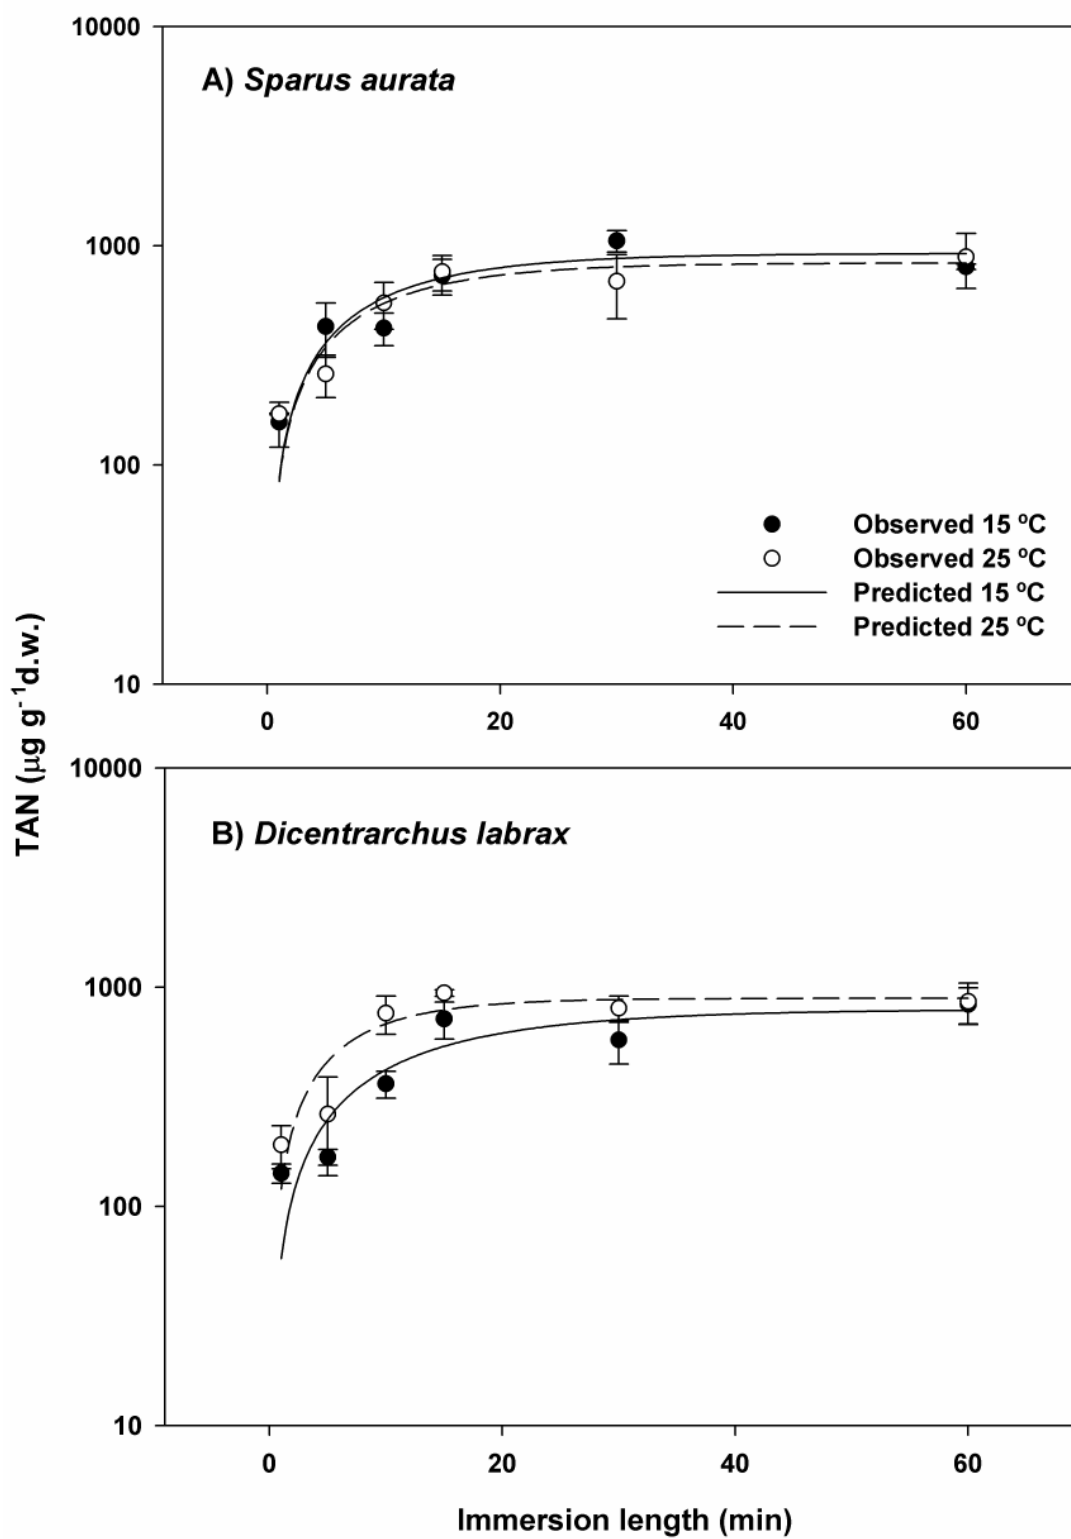 10000
A) Sparus aurata
1000
100
Observed 15 ºC
Observed 25 ºC
Predicted 15 ºC
Predicted 25 ºC
10
0 20 40 60
TAN (µg g-1d.w.)
10000
B) Dicentrarchus labrax
1000
100
10
0 20 40 60
Immersion length (min)